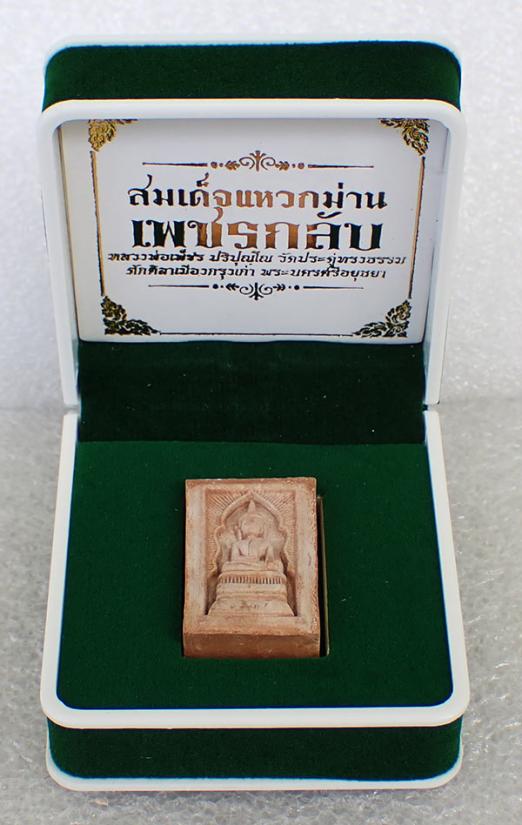 สมเด็จแหวกม่าน
เพชรกลับ
หลวงพ่อเพ็ชร ปริปุณโณ วัดประดู่ทรงธรรม
ตักศิลาเมืองกรุงเก่า พระนครศรีอยุธยา